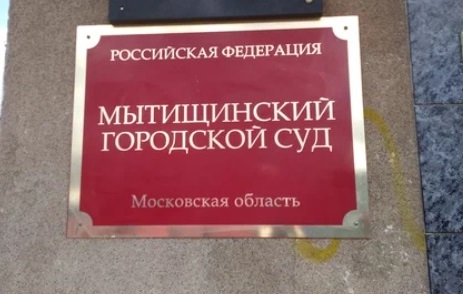 РОССИЙСКАЯ ФЕДЕРАЦИЯ
МЫТИЩИНСКИЙ
ГОРОДСКОЙ СУД
Московская область